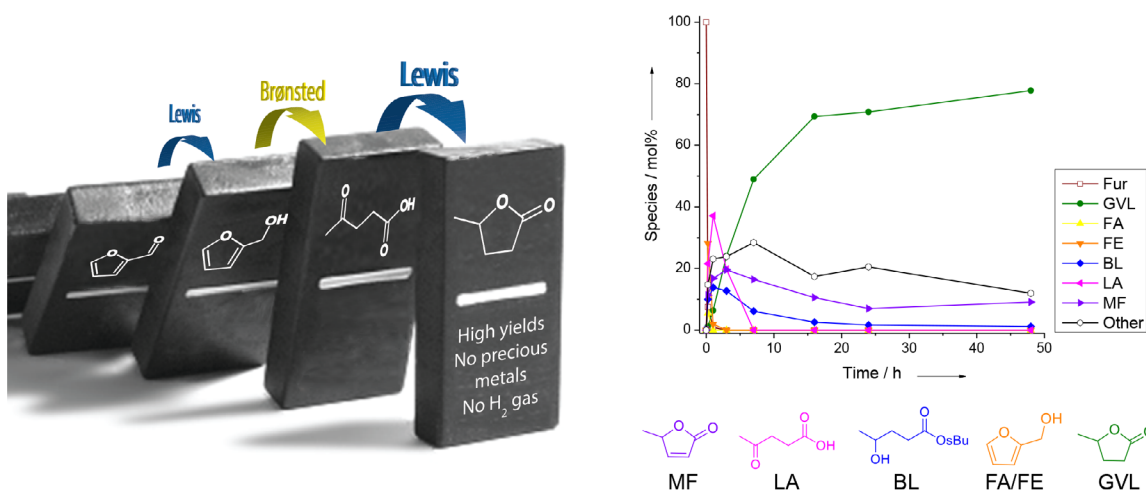 Lewis
Brønsted
Lewis
O
O
O
OH
O
OH
O
O
O
High yields
No precious
metals
No H₂ gas
Species / mol%
100
80
60
40
20
0
0
10
20
30
40
50
Time / h
Fur
GVL
FA
FE
BL
LA
MF
Other
O
O
MF
O
OH
O
LA
O
OsBu
OH
BL
OH
O
FA/FE
O
O
GVL